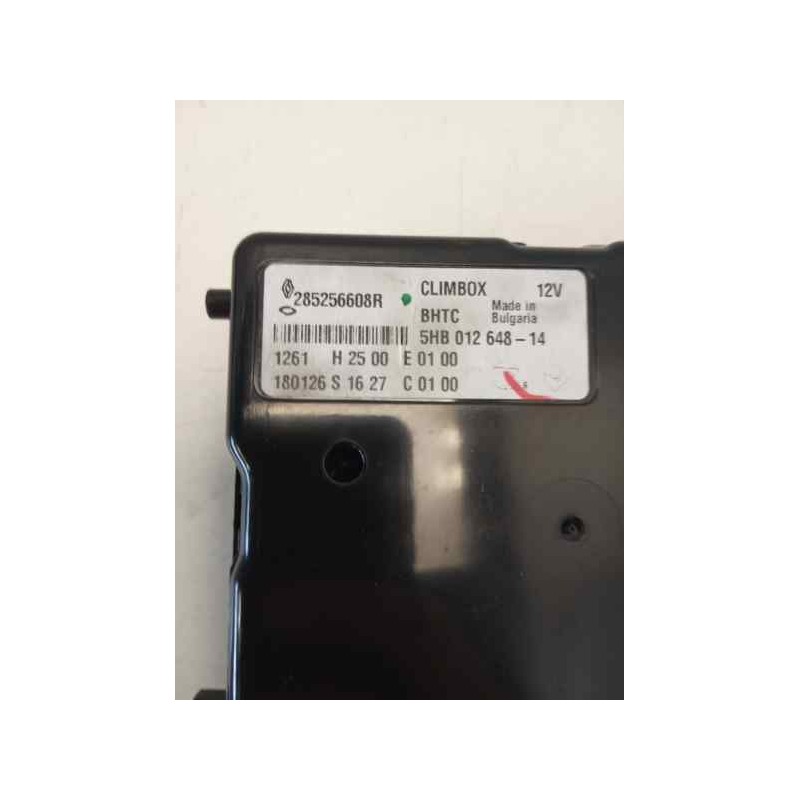 285256608R CLIMBOX 12V
BHTC Made in Bulgaria
5HB 012 648-14
1261 H 25 00 E 01 00
180126 S 16 27 C 01 00